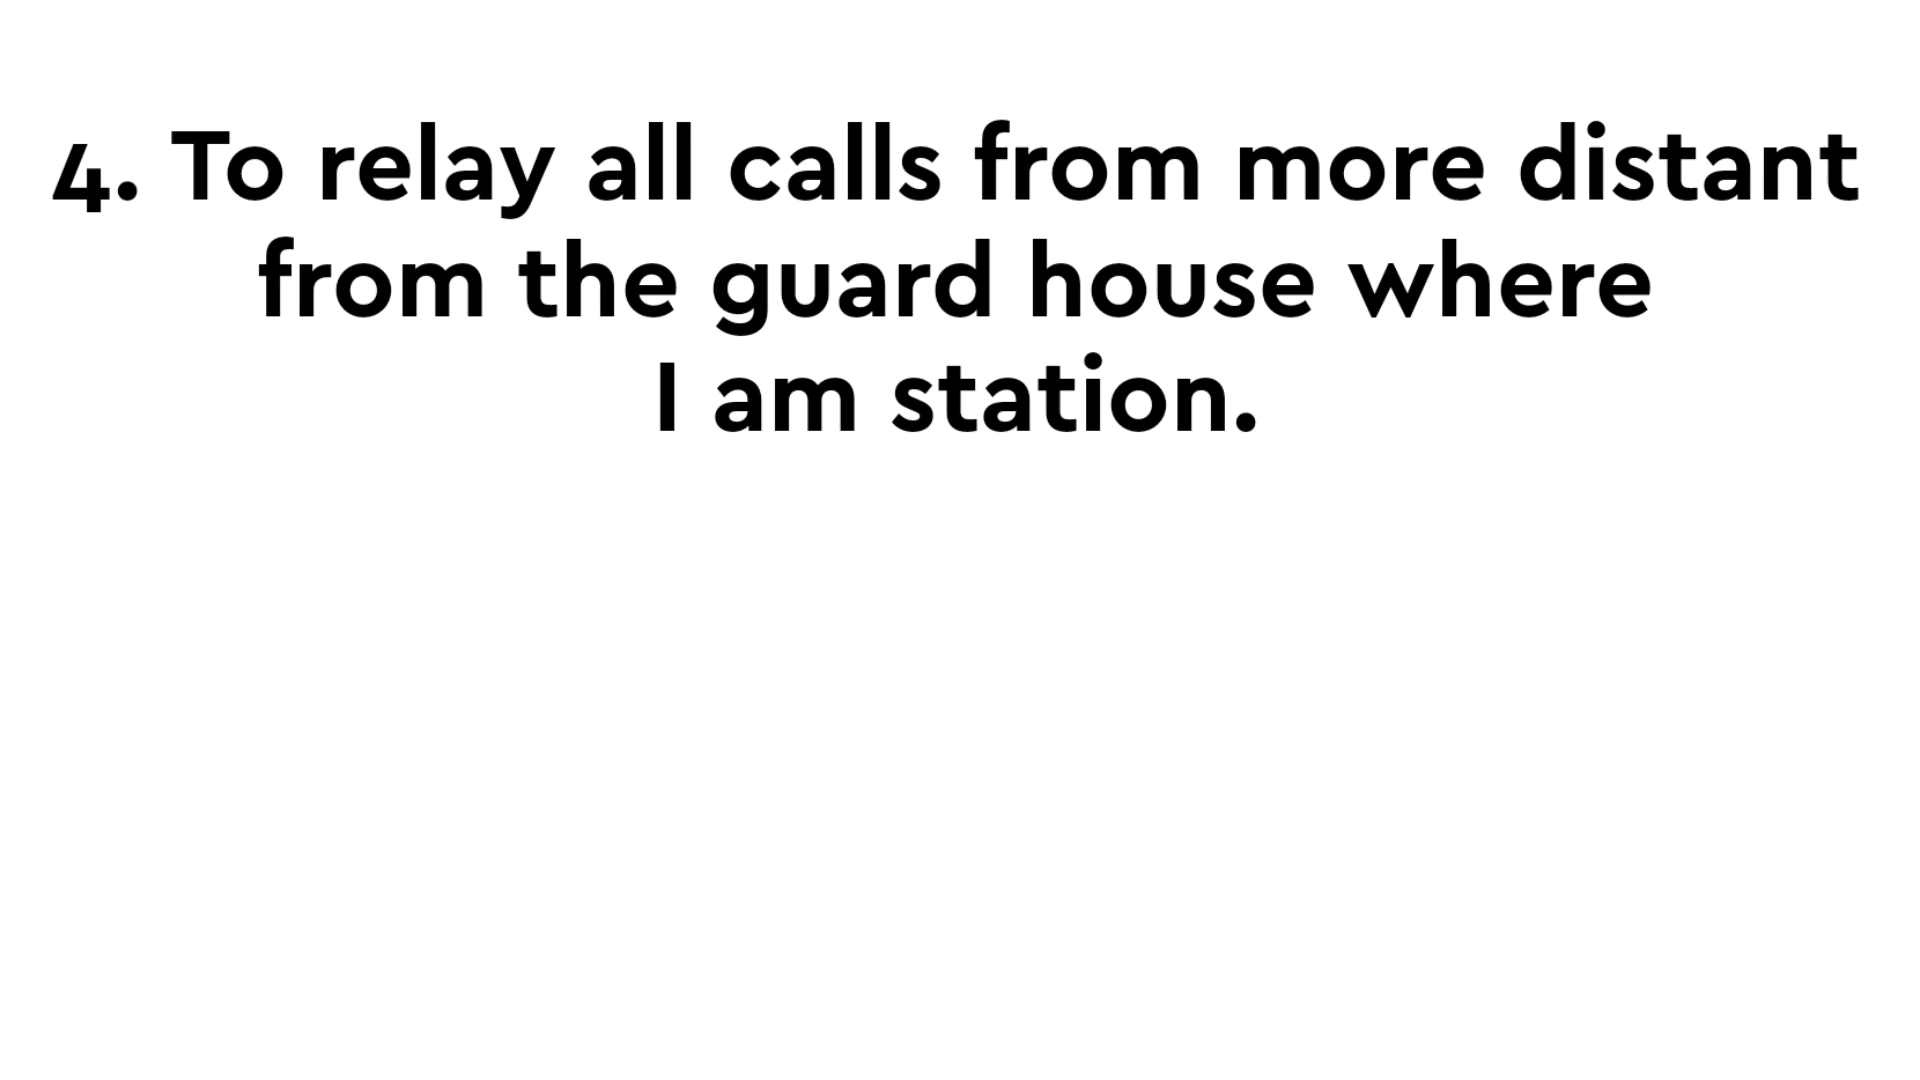 4. To relay all calls from more distant
from the guard house where
I am station.